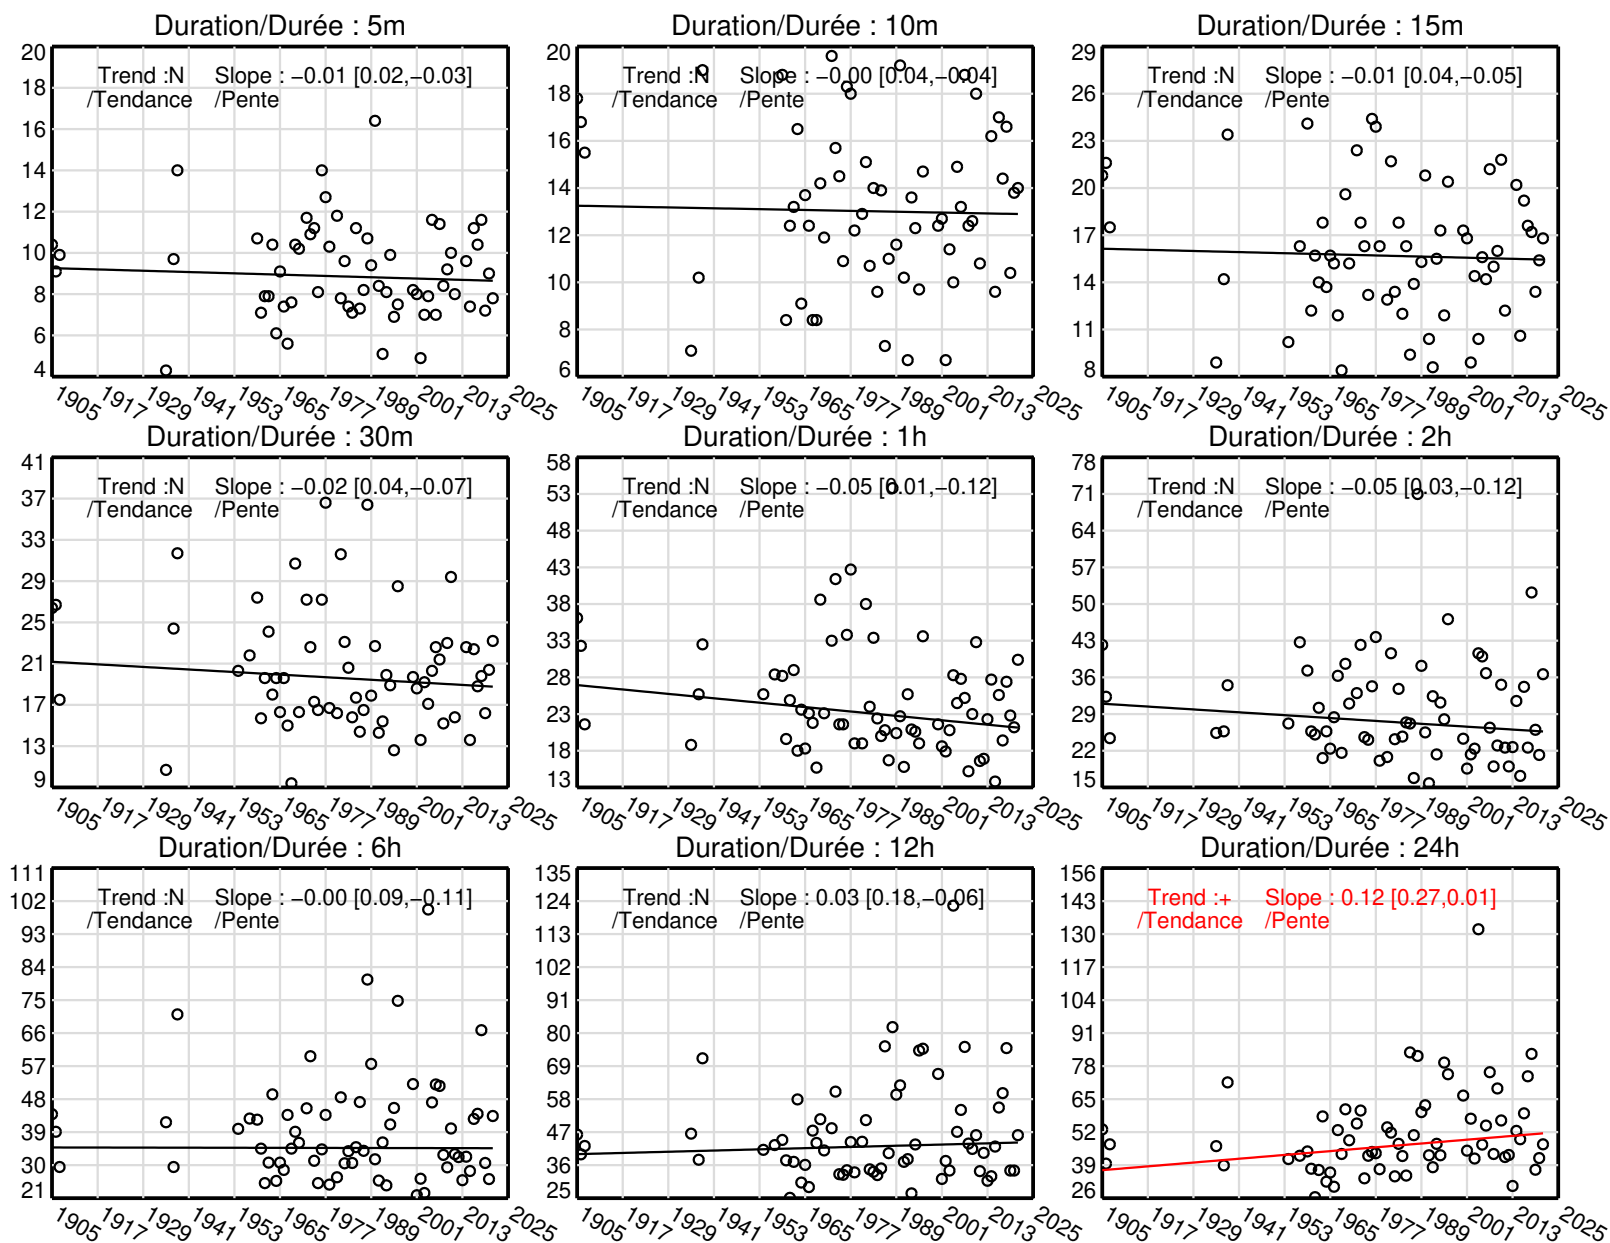 Duration/Durée : 5m
Duration/Durée : 10m
Duration/Durée : 15m
20
18
16
14
12
10
8
6
4
Trend :N Slope : −0.01 [0.02,−0.03]
/Tendance /Pente
1905 1917 1929 1941 1953 1965 1977 1989 2001 2013 2025
20
18
16
14
12
10
8
6
Trend :N Slope : −0.00 [0.04,−0.04]
/Tendance /Pente
1905 1917 1929 1941 1953 1965 1977 1989 2001 2013 2025
29
26
23
20
17
14
11
8
Trend :N Slope : −0.01 [0.04,−0.05]
/Tendance /Pente
1905 1917 1929 1941 1953 1965 1977 1989 2001 2013 2025
Duration/Durée : 30m
Duration/Durée : 1h
Duration/Durée : 2h
41
37
33
29
25
21
17
13
9
Trend :N Slope : −0.02 [0.04,−0.07]
/Tendance /Pente
1905 1917 1929 1941 1953 1965 1977 1989 2001 2013 2025
58
53
48
43
38
33
28
23
18
13
Trend :N Slope : −0.05 [0.01,−0.12]
/Tendance /Pente
1905 1917 1929 1941 1953 1965 1977 1989 2001 2013 2025
78
71
64
57
50
43
36
29
22
15
Trend :N Slope : −0.05 [0.03,−0.12]
/Tendance /Pente
1905 1917 1929 1941 1953 1965 1977 1989 2001 2013 2025
Duration/Durée : 6h
Duration/Durée : 12h
Duration/Durée : 24h
111
102
93
84
75
66
57
48
39
30
21
Trend :N Slope : −0.00 [0.09,−0.11]
/Tendance /Pente
1905 1917 1929 1941 1953 1965 1977 1989 2001 2013 2025
135
124
113
102
91
80
69
58
47
36
25
Trend :N Slope : 0.03 [0.18,−0.06]
/Tendance /Pente
1905 1917 1929 1941 1953 1965 1977 1989 2001 2013 2025
156
143
130
117
104
91
78
65
52
39
26
Trend :+ Slope : 0.12 [0.27,0.01]
/Tendance /Pente
1905 1917 1929 1941 1953 1965 1977 1989 2001 2013 2025